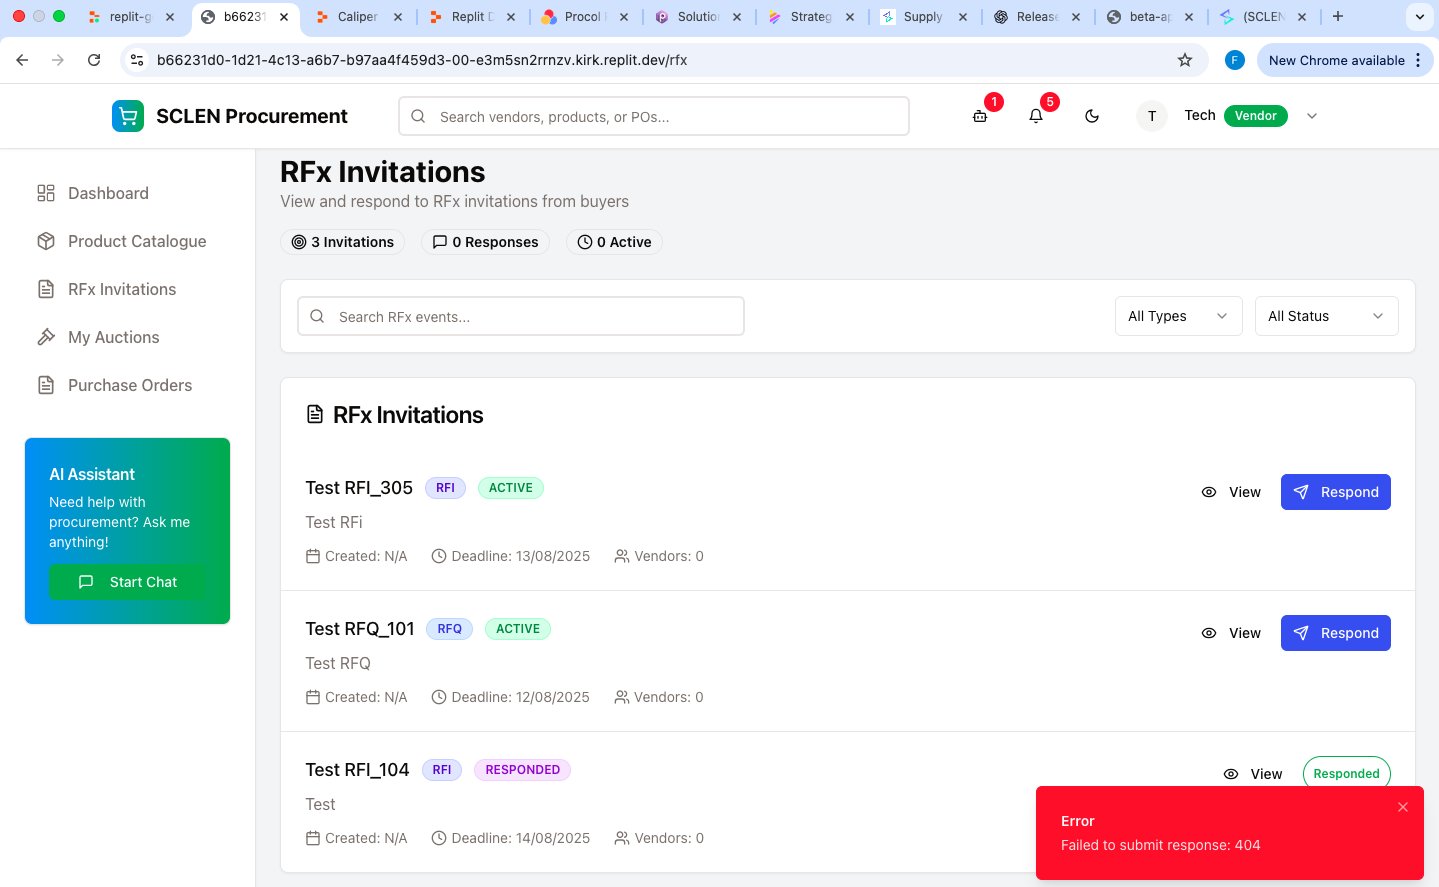 replit-g
b66231
Caliper
Replit D
Procol
Solution
Strateg
Supply
Release
beta-ap
(SCLEN
b66231d0-1d21-4c13-a6b7-b97aa4f459d3-00-e3m5sn2rrnzv.kirk.replit.dev/rfx
F
New Chrome available
SCLEN Procurement
Search vendors, products, or POs...
1
5
T
Tech
Vendor
Dashboard
Product Catalogue
RFx Invitations
My Auctions
Purchase Orders
AI Assistant
Need help with
procurement? Ask me
anything!
Start Chat
RFx Invitations
View and respond to RFx invitations from buyers
3 Invitations
0 Responses
0 Active
Search RFx events...
All Types
All Status
RFx Invitations
Test RFI_305 RFI ACTIVE
View
Respond
Test RFi
Created: N/A Deadline: 13/08/2025 Vendors: 0
Test RFQ_101 RFQ ACTIVE
View
Respond
Test RFQ
Created: N/A Deadline: 12/08/2025 Vendors: 0
Test RFI_104 RFI RESPONDED
View
Responded
Test
Created: N/A Deadline: 14/08/2025 Vendors: 0
Error
Failed to submit response: 404